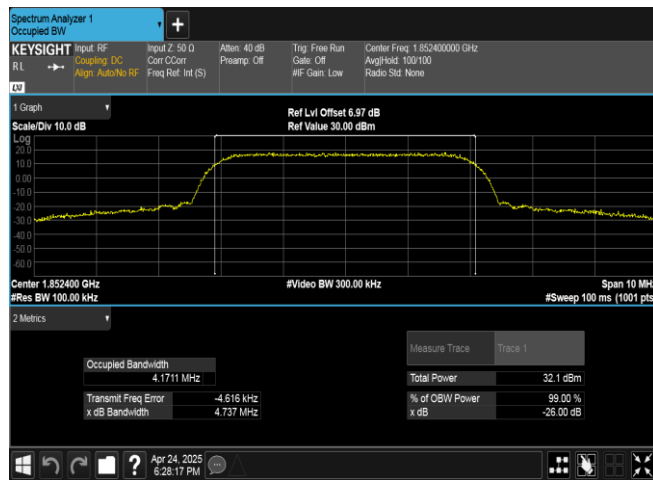 Spectrum Analyzer 1
Occupied BW
KEYSIGHT Input: RF Input Z: 50 Ω Atten: 40 dB Trig: Free Run Center Freq: 1.852400000 GHz
RL Coupling: DC Corr CCorr Preamp: Off Gate: Off Avg|Hold: 100/100
Align: Auto/No RF Freq Ref: Int (S) #IF Gain: Low Radio Std: None
LXI
1 Graph Ref Lvl Offset 6.97 dB
Scale/Div 10.0 dB Ref Value 30.00 dBm
Log
20.0
10.0
0.00
-10.0
-20.0
-30.0
-40.0
-50.0
-60.0
Center 1.852400 GHz #Video BW 300.00 kHz Span 10 MH
#Res BW 100.00 kHz #Sweep 100 ms (1001 pts
2 Metrics
Measure Trace Trace 1
Occupied Bandwidth
4.1711 MHz Total Power 32.1 dBm
Transmit Freq Error -4.616 kHz % of OBW Power 99.00 %
x dB Bandwidth 4.737 MHz x dB -26.00 dB
? Apr 24, 2025
6:28:17 PM